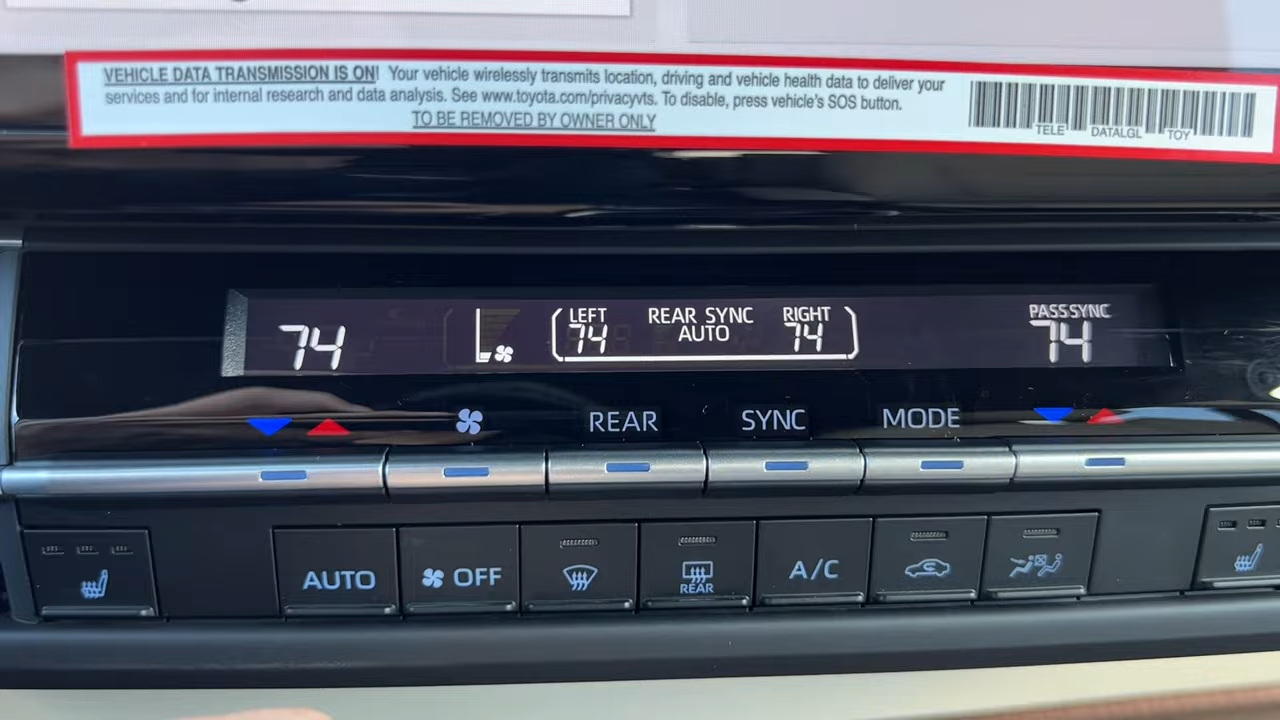 VEHICLE DATA TRANSMISSION IS ON! Your vehicle wirelessly transmits location, driving and vehicle health data to deliver your
services and for internal research and data analysis. See www.toyota.com/privacyvts. To disable, press vehicle's SOS button.
TO BE REMOVED BY OWNER ONLY
TELE DATALGL TOY
LEFT REAR SYNC RIGHT PASS SYNC
74 74 AUTO 74 74
REAR SYNC MODE
AUTO OFF REAR A/C